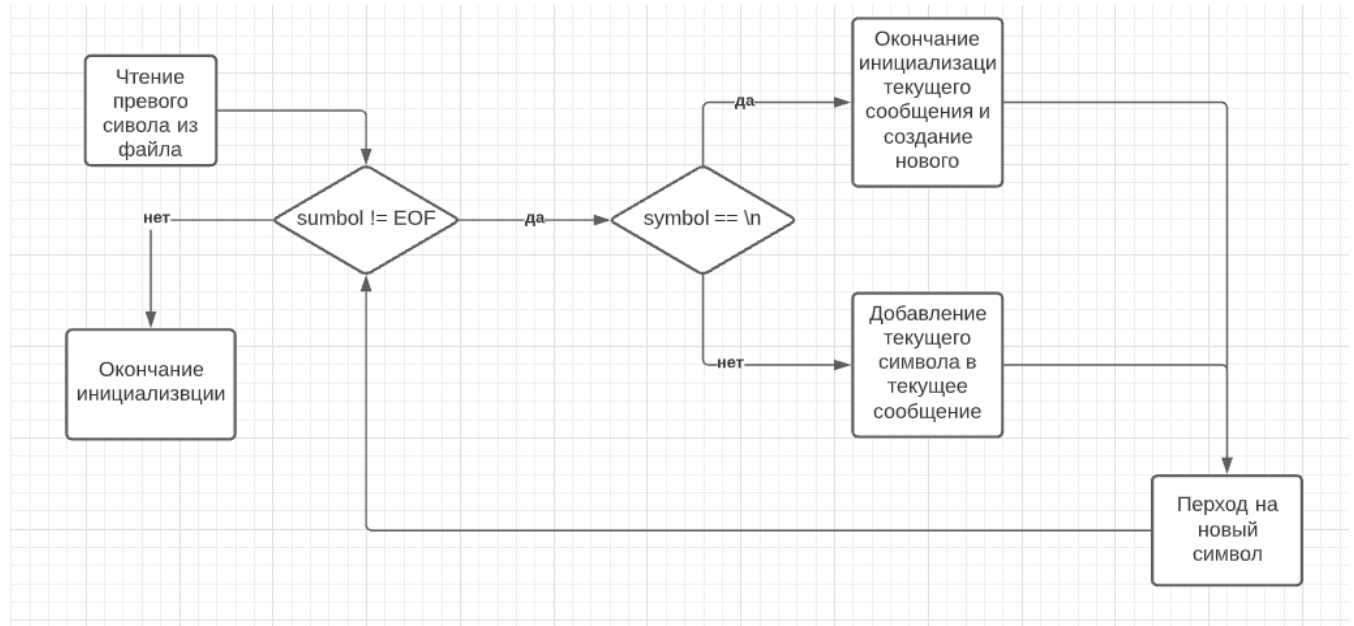 Чтение
превого
сивола из
файла
sumbol != EOF
нет
Окончание
инициализвции
да
symbol == \n
да
Окончание
инициализаци
текущего
сообщения и
создание
нового
нет
Добавление
текущего
символа в
текущее
сообщение
Перход на
новый
символ